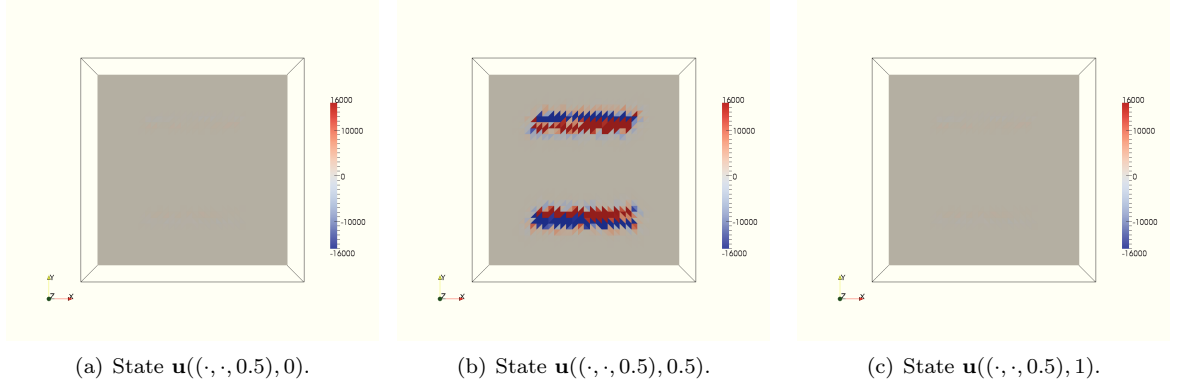 16000
10000
0
-10000
-16000
Y
Z
X
16000
10000
0
-10000
-16000
Y
Z
X
16000
10000
0
-10000
-16000
Y
Z
X
(a) State u((·, ·, 0.5), 0).
(b) State u((·, ·, 0.5), 0.5).
(c) State u((·, ·, 0.5), 1).